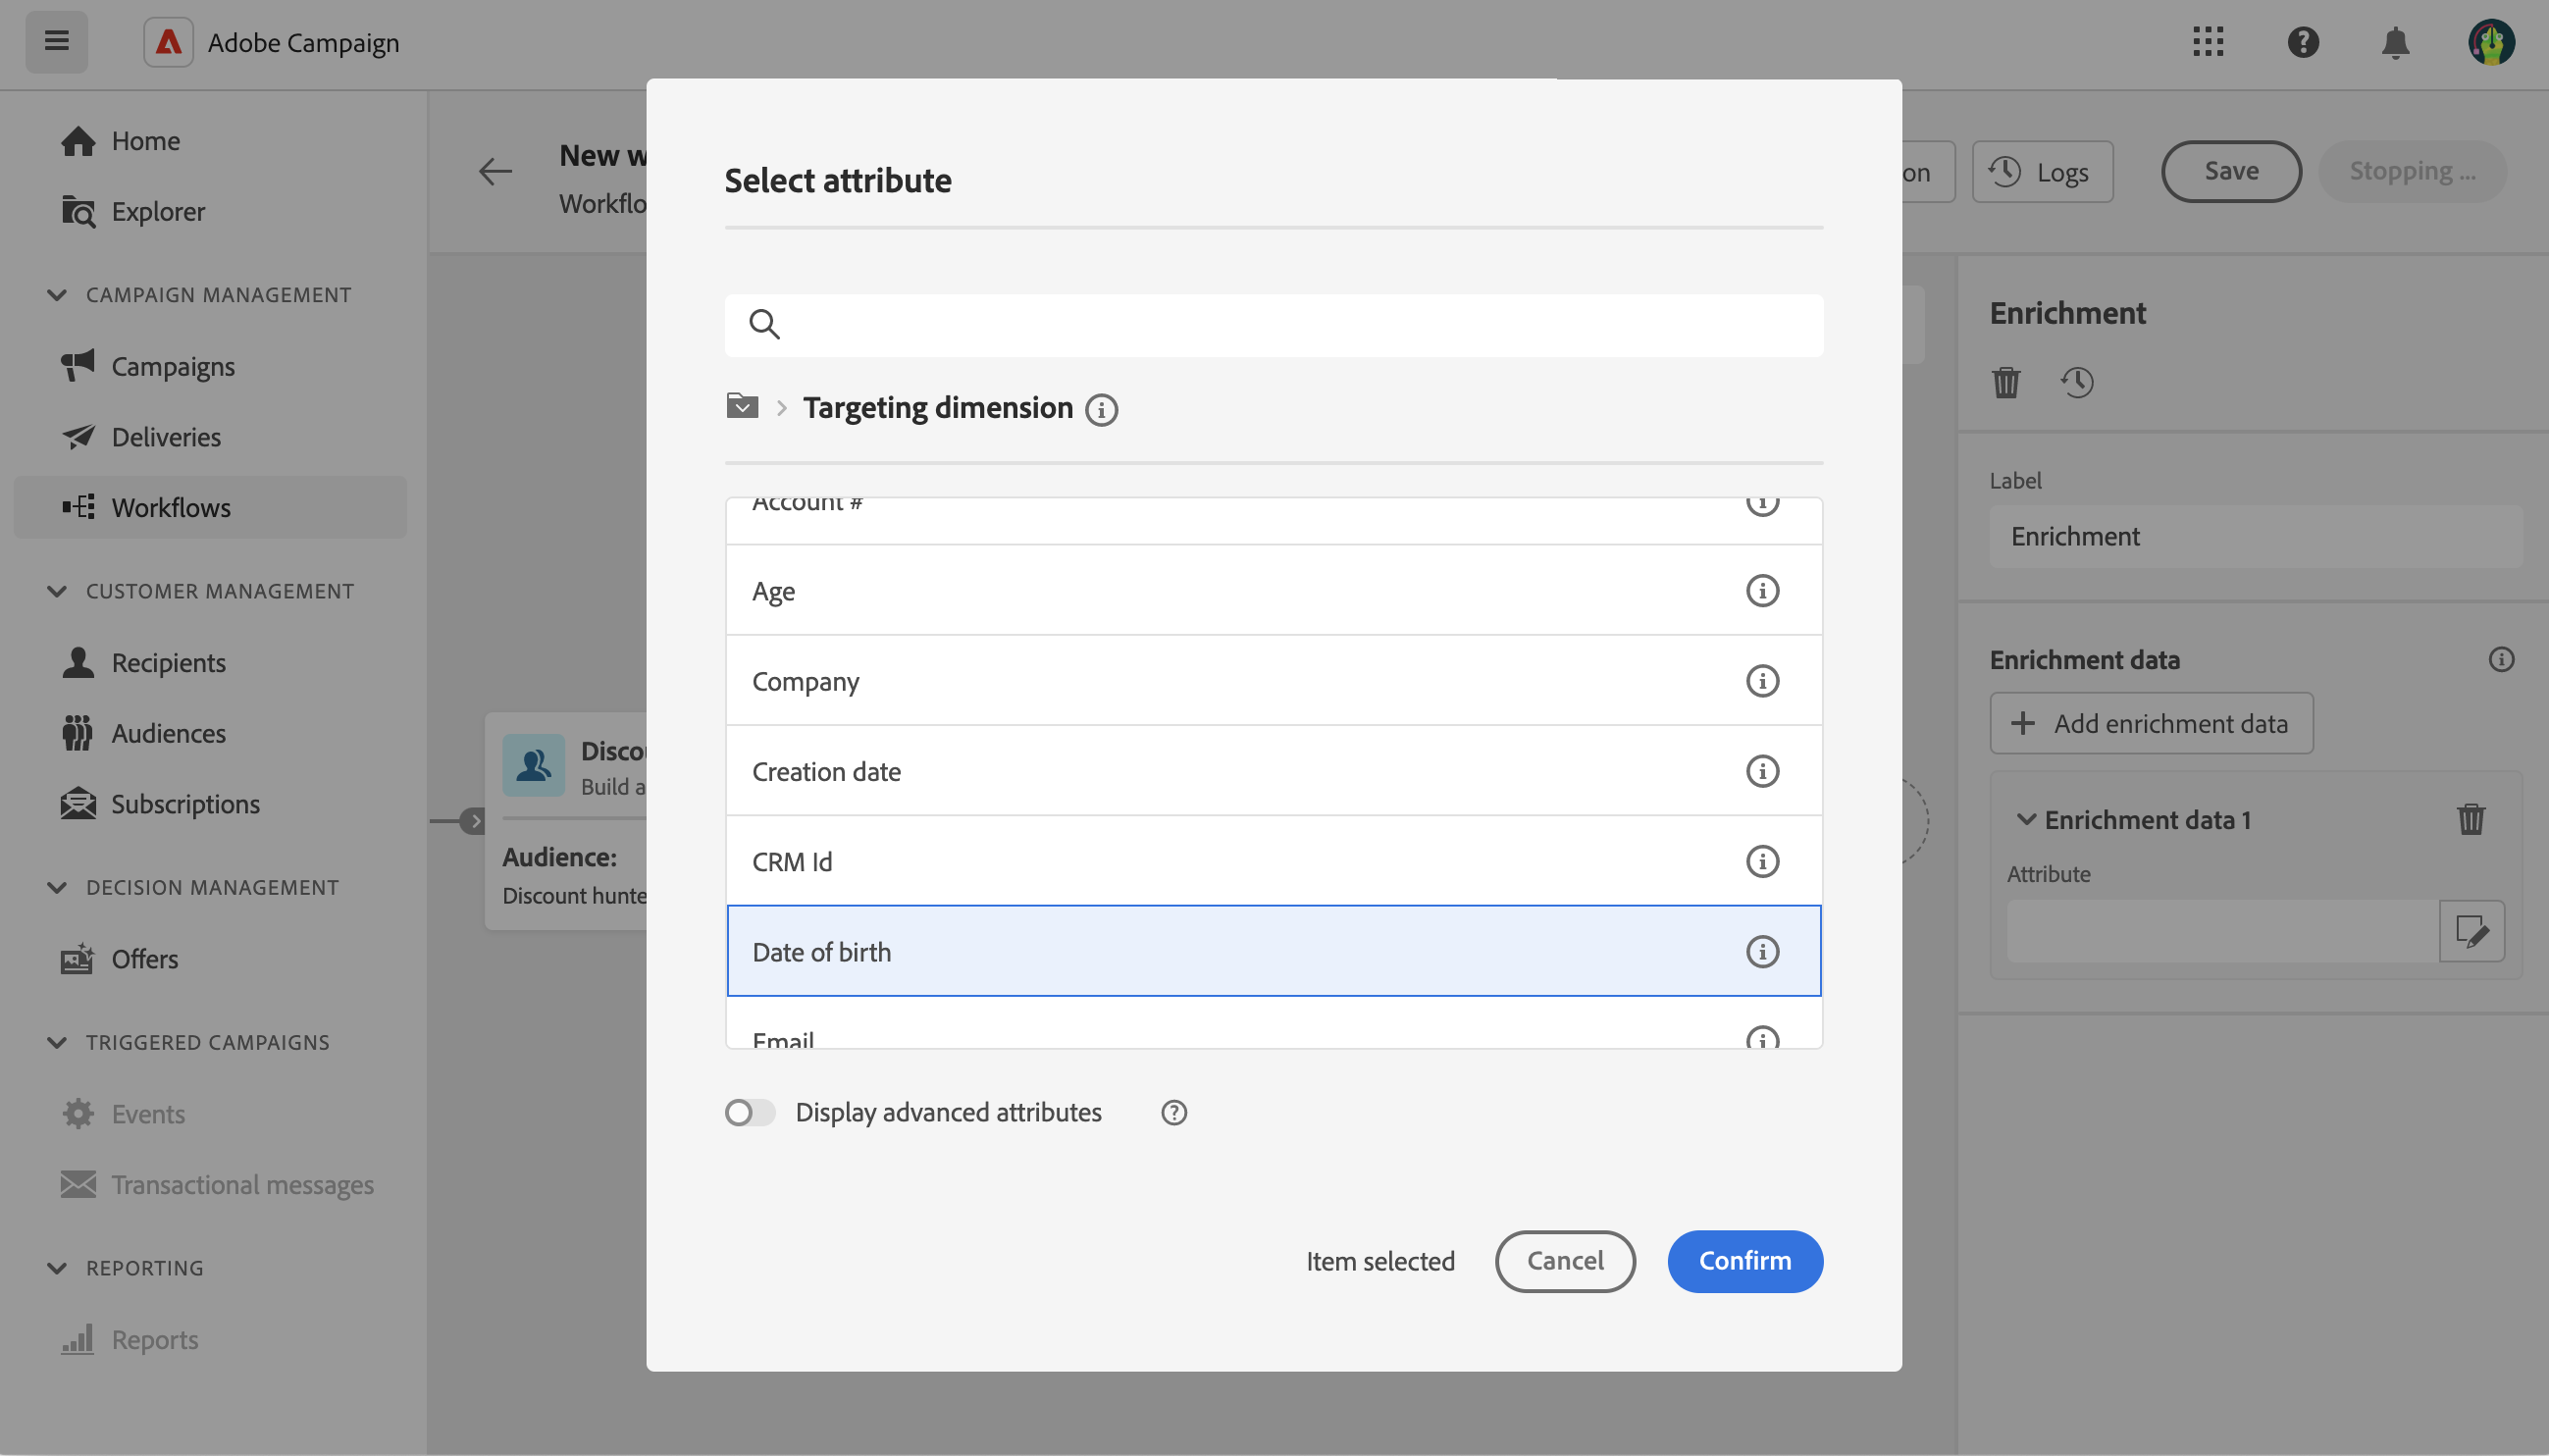 Adobe Campaign
Home
Explorer
CAMPAIGN MANAGEMENT
Campaigns
Deliveries
Workflows
CUSTOMER MANAGEMENT
Recipients
Audiences
Subscriptions
DECISION MANAGEMENT
Offers
TRIGGERED CAMPAIGNS
Events
Transactional messages
REPORTING
Reports
New w
Workflo
on
Logs
Save
Stopping ...
Disco
Build a
Audience:
Discount hunte
Select attribute
Targeting dimension
Account #
Age
Company
Creation date
CRM Id
Date of birth
Email
Display advanced attributes
Item selected
Cancel
Confirm
Enrichment
Label
Enrichment
Enrichment data
Add enrichment data
Enrichment data 1
Attribute